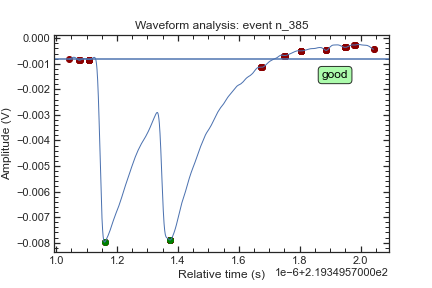 Waveform analysis: event n_385
Amplitude (V)
0.000
−0.001
−0.002
−0.003
−0.004
−0.005
−0.006
−0.007
−0.008
good
1.0 1.2 1.4 1.6 1.8 2.0
Relative time (s)
1e−6+2.1934957000e2